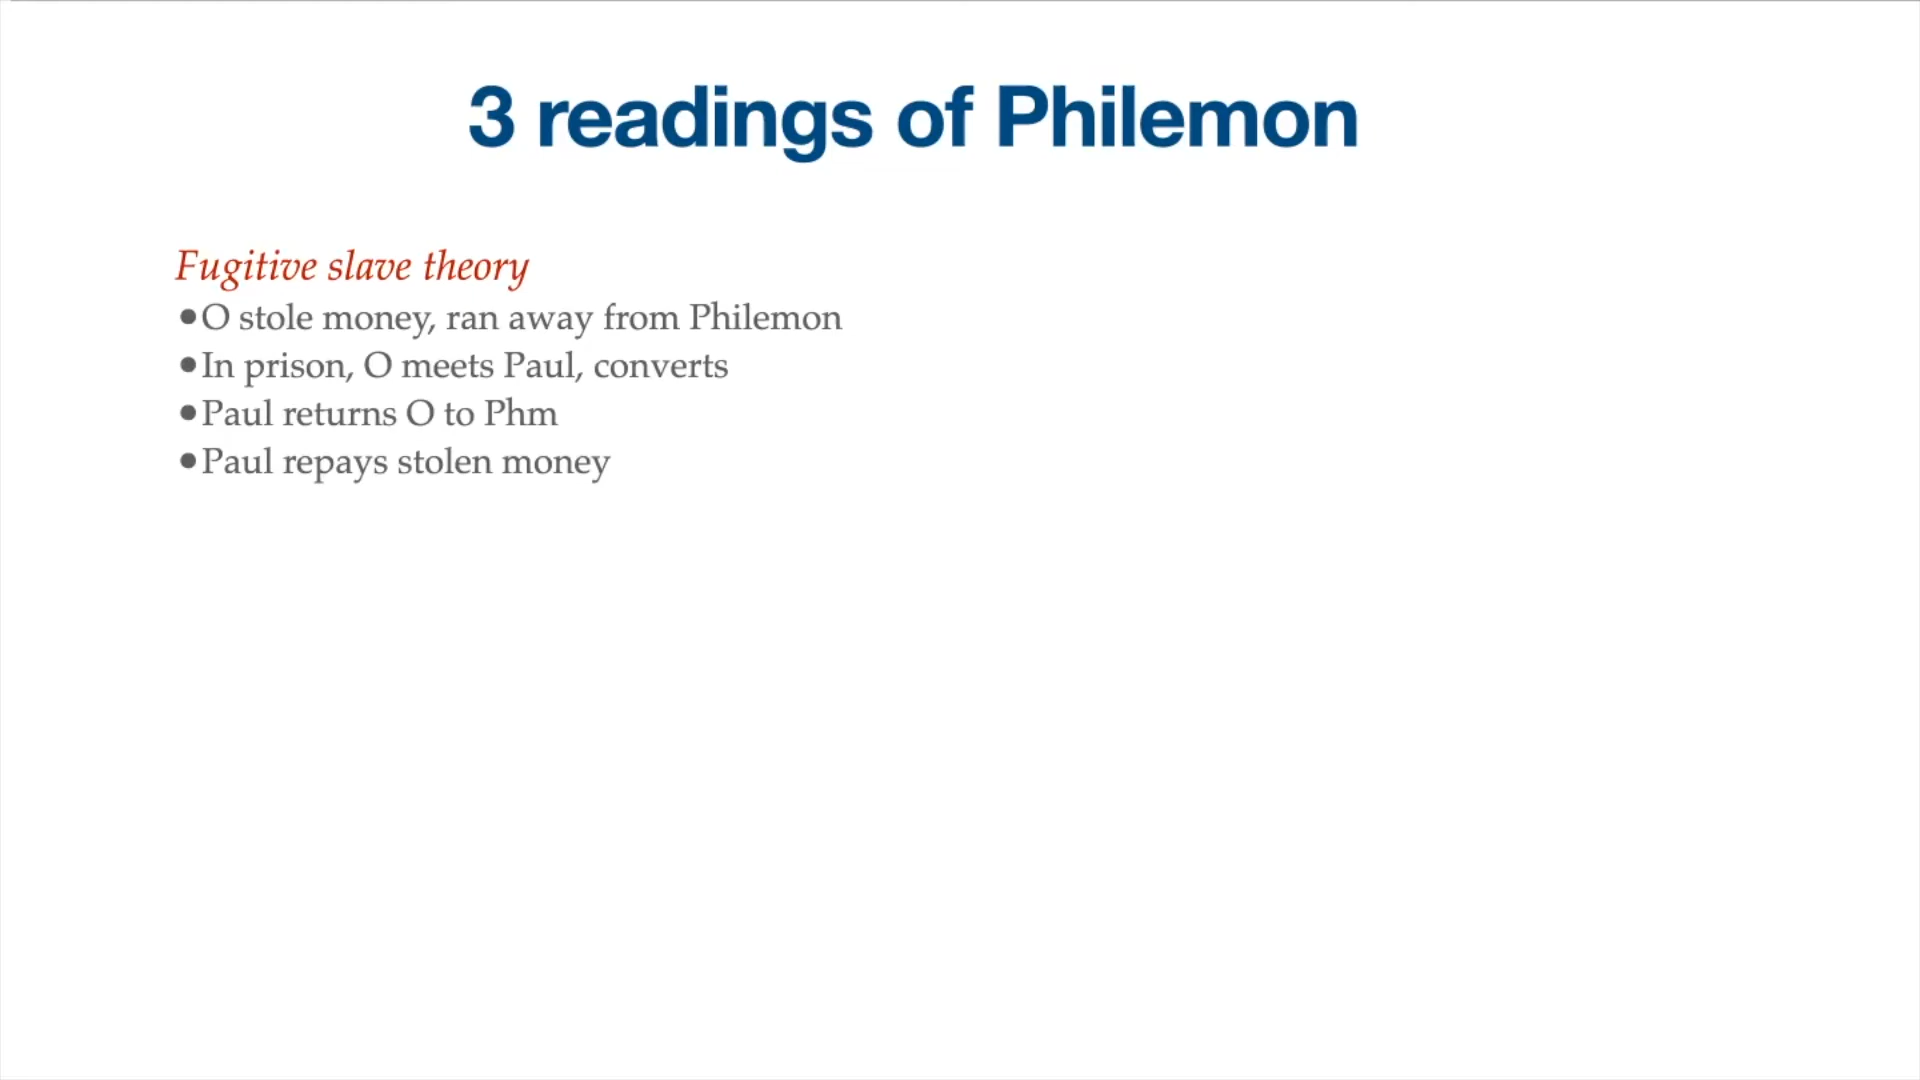 3 readings of Philemon
Fugitive slave theory
•O stole money, ran away from Philemon
•In prison, O meets Paul, converts
•Paul returns O to Phm
•Paul repays stolen money